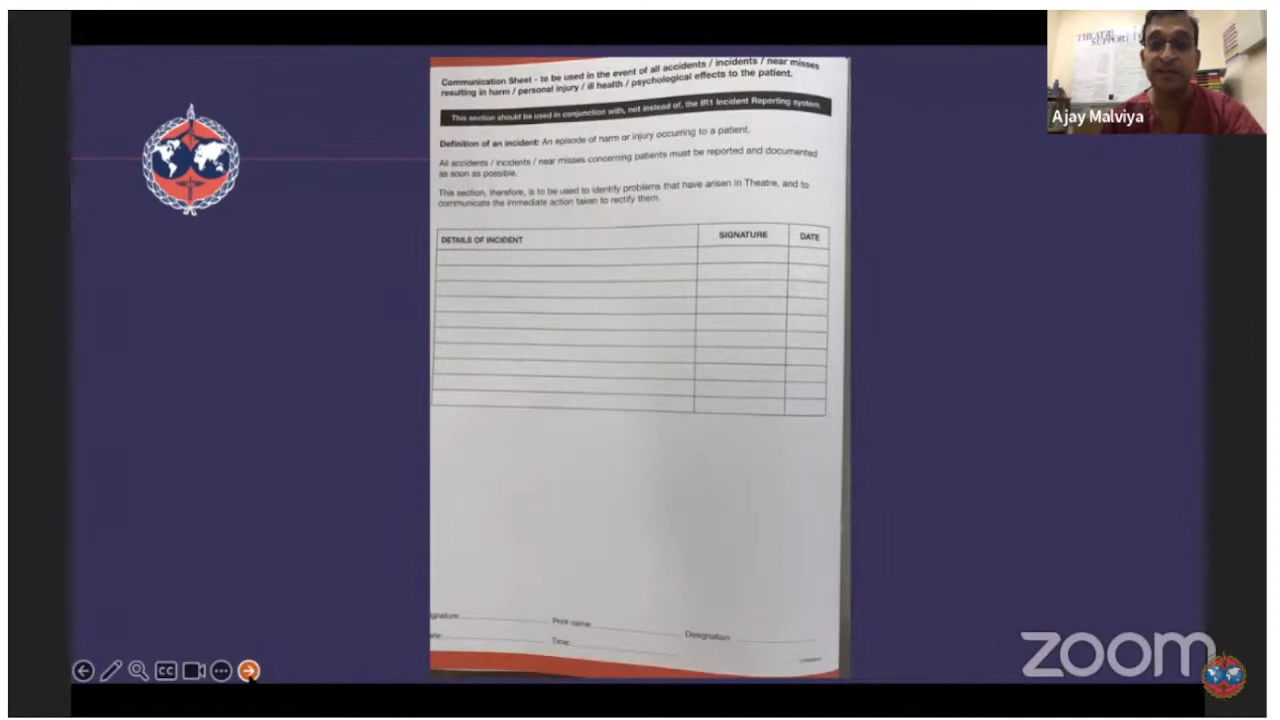 Communication Sheet - to be used in the event of all accidents / incidents / near misses
resulting in harm / personal injury / ill health / psychological effects to the patient.
This section should be used in conjunction with, not instead of, the IR1 Incident Reporting system.
Definition of an incident: An episode of harm or injury occurring to a patient.
All accidents / incidents / near misses concerning patients must be reported and documented
as soon as possible.
This section, therefore, is to be used to identify problems that have arisen in Theatre, and to
communicate the immediate action taken to rectify them.
DETAILS OF INCIDENT SIGNATURE DATE
ignature: Print name: Designation:
ate: Time:
THEATRE
SUPPORT
Ajay Malviya
CC
zoom